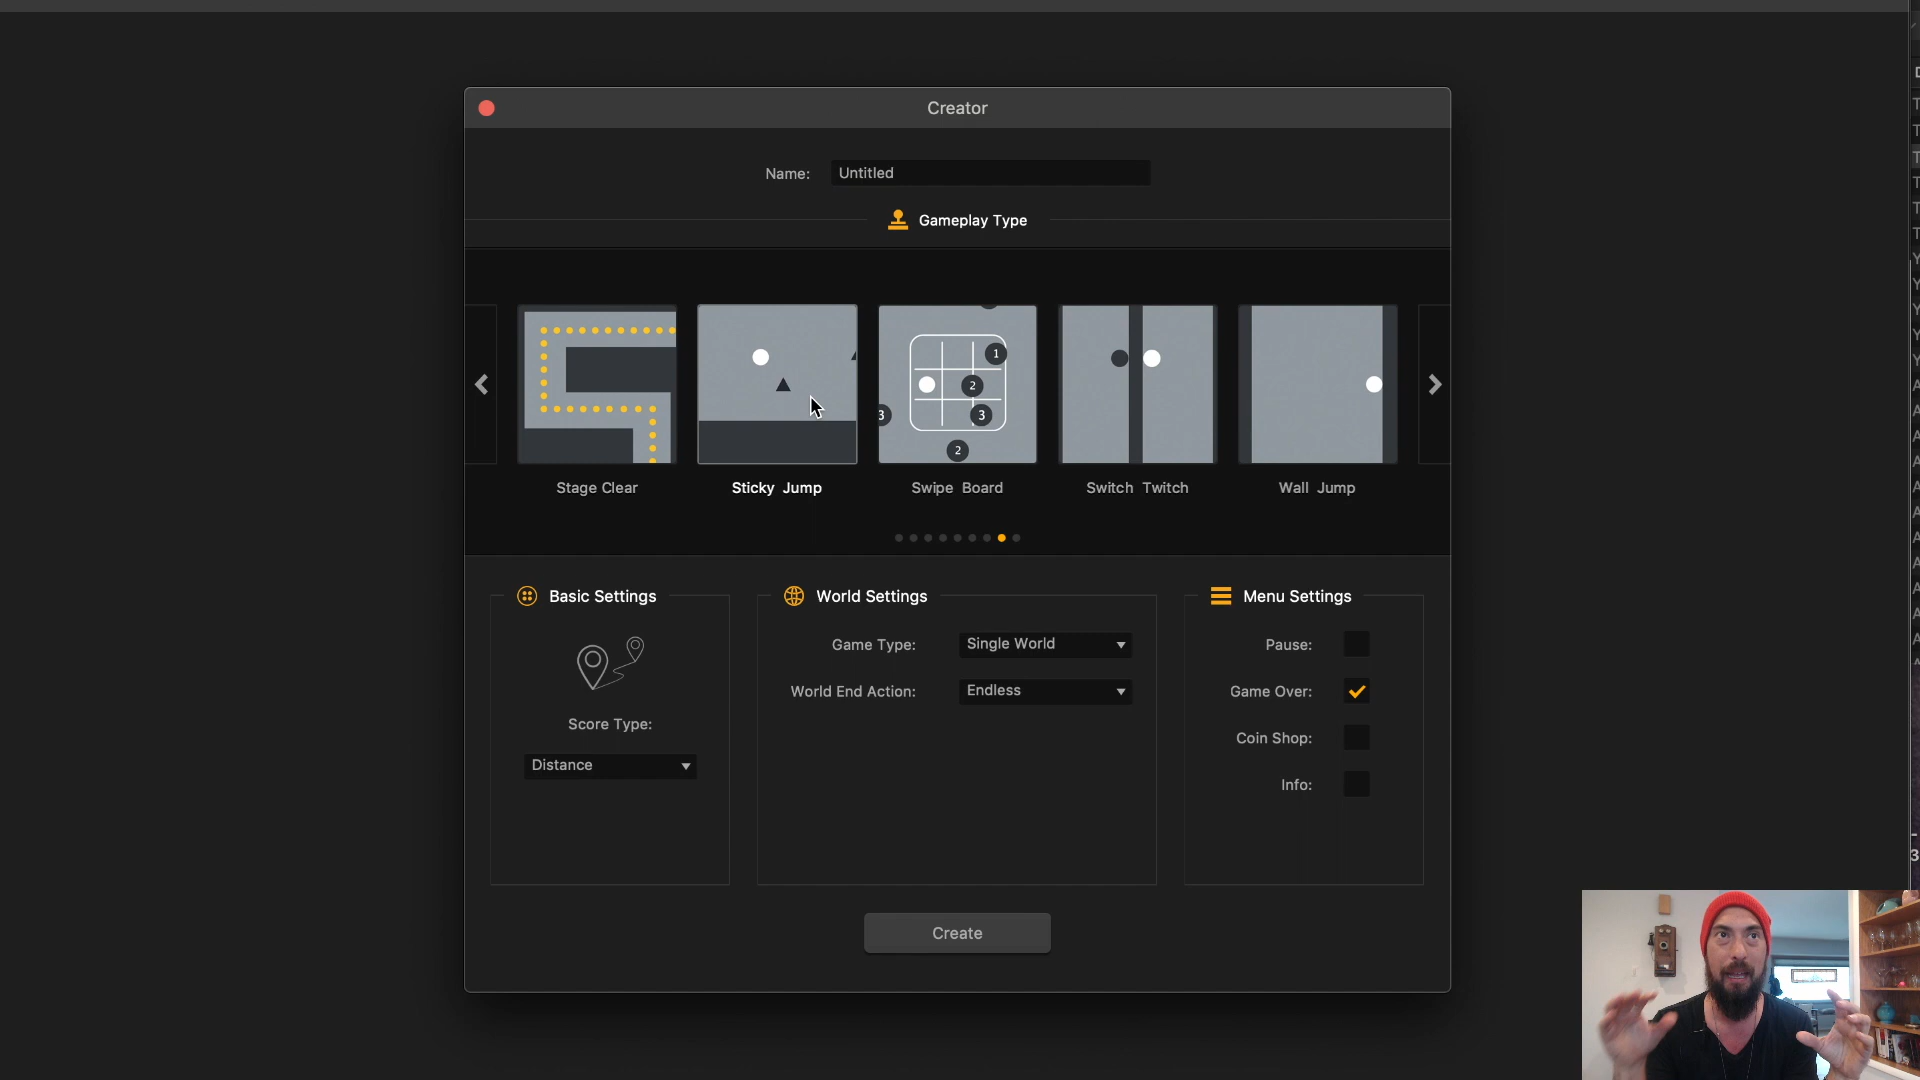 Creator
Name: Untitled
Gameplay Type
1
2
3
3
2
Stage Clear Sticky Jump Swipe Board Switch Twitch Wall Jump
Basic Settings
Score Type:
Distance
World Settings
Game Type: Single World
World End Action: Endless
Menu Settings
Pause:
Game Over:
Coin Shop:
Info:
Create